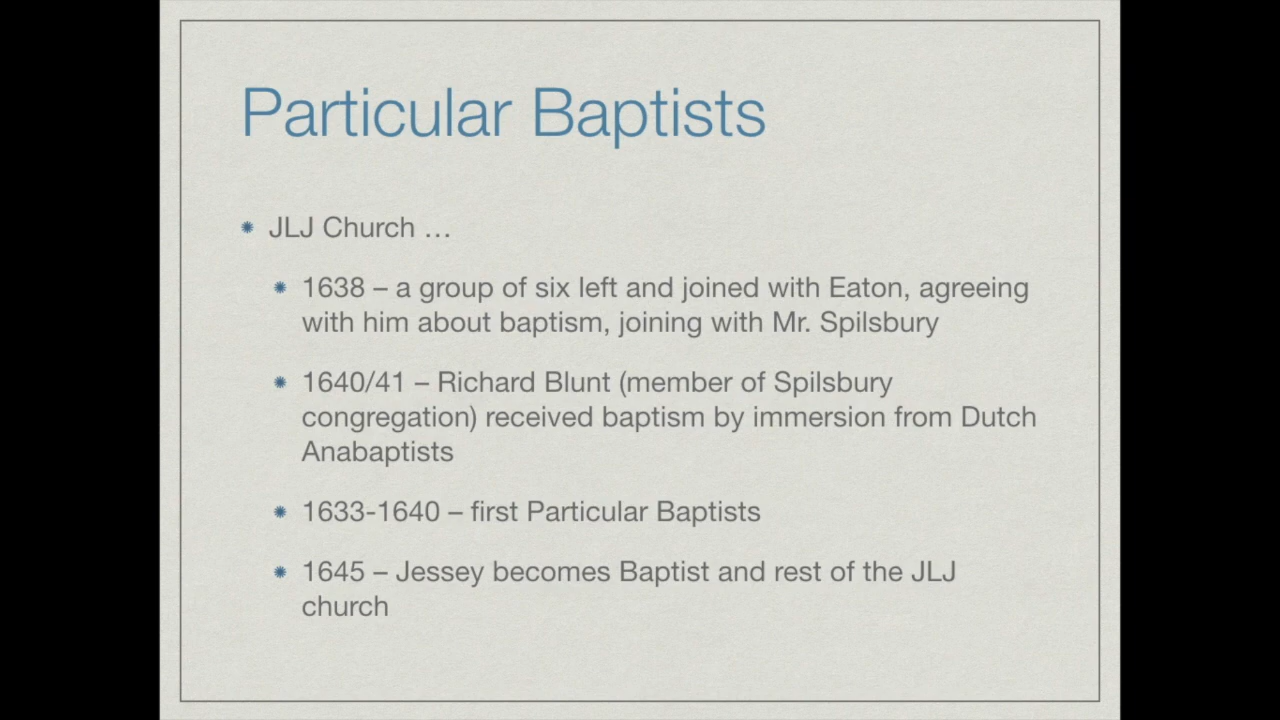 Particular Baptists
JLJ Church …
1638 – a group of six left and joined with Eaton, agreeing
with him about baptism, joining with Mr. Spilsbury
1640/41 – Richard Blunt (member of Spilsbury
congregation) received baptism by immersion from Dutch
Anabaptists
1633-1640 – first Particular Baptists
1645 – Jessey becomes Baptist and rest of the JLJ
church